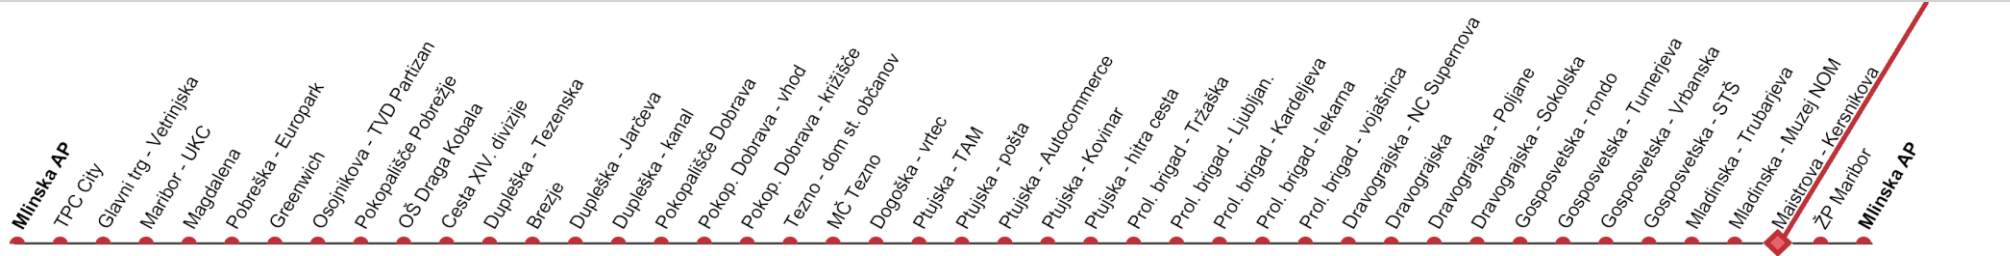 Mlinska AP
TPC City
Glavni trg - Vetrinjska
Maribor - UKC
Magdalena
Pobreška - Europark
Greenwich
Osojnikova - TVD Partizan
Pokopališče Pobrežje
OŠ Draga Kobala
Cesta XIV. divizije
Dupleška - Tezenska
Brezje
Dupleška - Jarčeva
Dupleška - kanal
Pokopališče Dobrava
Pokop. Dobrava - vhod
Pokop. Dobrava - križišče
Tezno - dom st. občanov
MČ Tezno
Dogoška - vrtec
Ptujska - TAM
Ptujska - pošta
Ptujska - Autocommerce
Ptujska - Kovinar
Ptujska - hitra cesta
Prol. brigad - Tržaška
Prol. brigad - Ljubljan.
Prol. brigad - Kardeljeva
Prol. brigad - lekarna
Prol. brigad - vojašnica
Dravograjska - NC Supernova
Dravograjska
Dravograjska - Poljane
Dravograjska - Sokolska
Gosposvetska - rondo
Gosposvetska - Turnerjeva
Gosposvetska - Vrbanska
Gosposvetska - STŠ
Mladinska - Trubarjeva
Mladinska - Muzej NOM
Maistrova - Kersnikova
ŽP Maribor
Mlinska AP